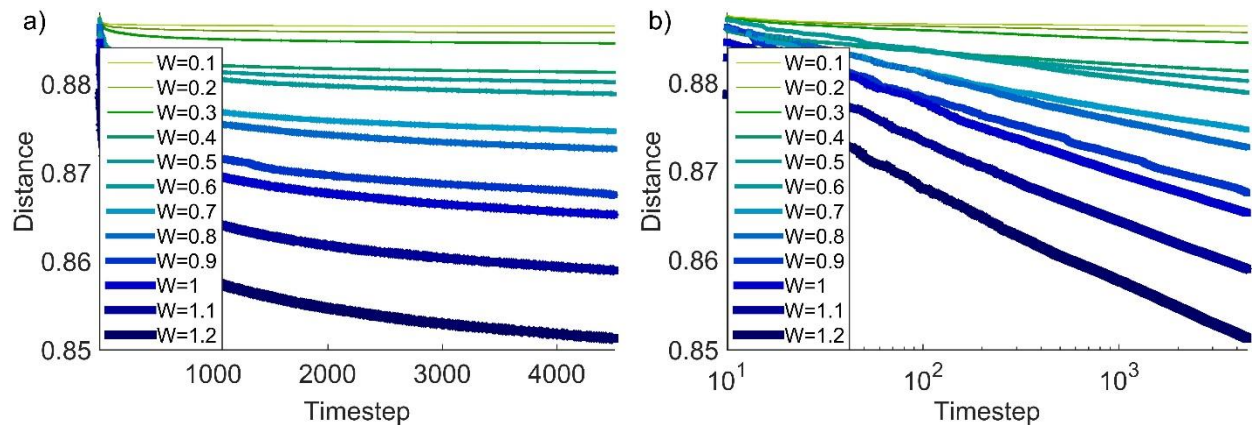 a)
Distance
0.88
0.87
0.86
0.85
W=0.1
W=0.2
W=0.3
W=0.4
W=0.5
W=0.6
W=0.7
W=0.8
W=0.9
W=1
W=1.1
W=1.2
1000 2000 3000 4000
Timestep
b)
Distance
0.88
0.87
0.86
0.85
W=0.1
W=0.2
W=0.3
W=0.4
W=0.5
W=0.6
W=0.7
W=0.8
W=0.9
W=1
W=1.1
W=1.2
10¹ 10² 10³
Timestep